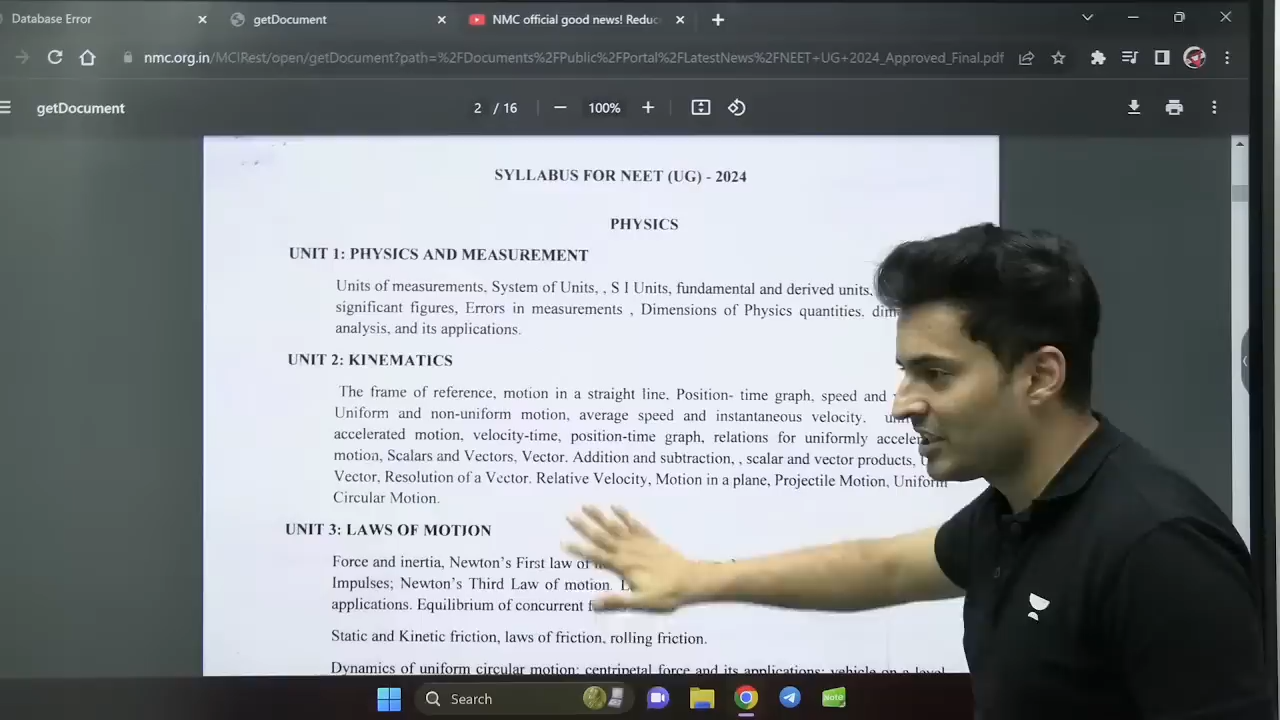 Database Error
getDocument
NMC official good news! Reduc
nmc.org.in/MCIRest/open/getDocument?path=%2FDocuments%2FPublic%2FPortal%2FLatestNews%2FNEET+UG+2024_Approved_Final.pdf
getDocument
2 / 16
100%
SYLLABUS FOR NEET (UG) - 2024
PHYSICS
UNIT 1: PHYSICS AND MEASUREMENT
Units of measurements, System of Units, , S I Units, fundamental and derived units,
significant figures, Errors in measurements , Dimensions of Physics quantities.
analysis, and its applications.
UNIT 2: KINEMATICS
The frame of reference, motion in a straight line, Position- time graph, speed and
Uniform and non-uniform motion, average speed and instantaneous velocity.
accelerated motion, velocity-time, position-time graph, relations for uniformly
motion, Scalars and Vectors, Vector. Addition and subtraction, , scalar and vector products,
Vector, Resolution of a Vector. Relative Velocity, Motion in a plane, Projectile Motion, Uniform
Circular Motion.
UNIT 3: LAWS OF MOTION
Force and inertia, Newton's First law of
Impulses; Newton's Third Law of motion.
applications. Equilibrium of concurrent
Static and Kinetic friction, laws of friction, rolling friction.
Dynamics of uniform circular motion: centripetal force and its applications: vehicle on a level
Search
Note